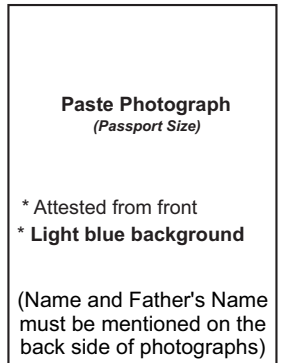 Paste Photograph
(Passport Size)
* Attested from front
* Light blue background
(Name and Father's Name
must be mentioned on the
back side of photographs)